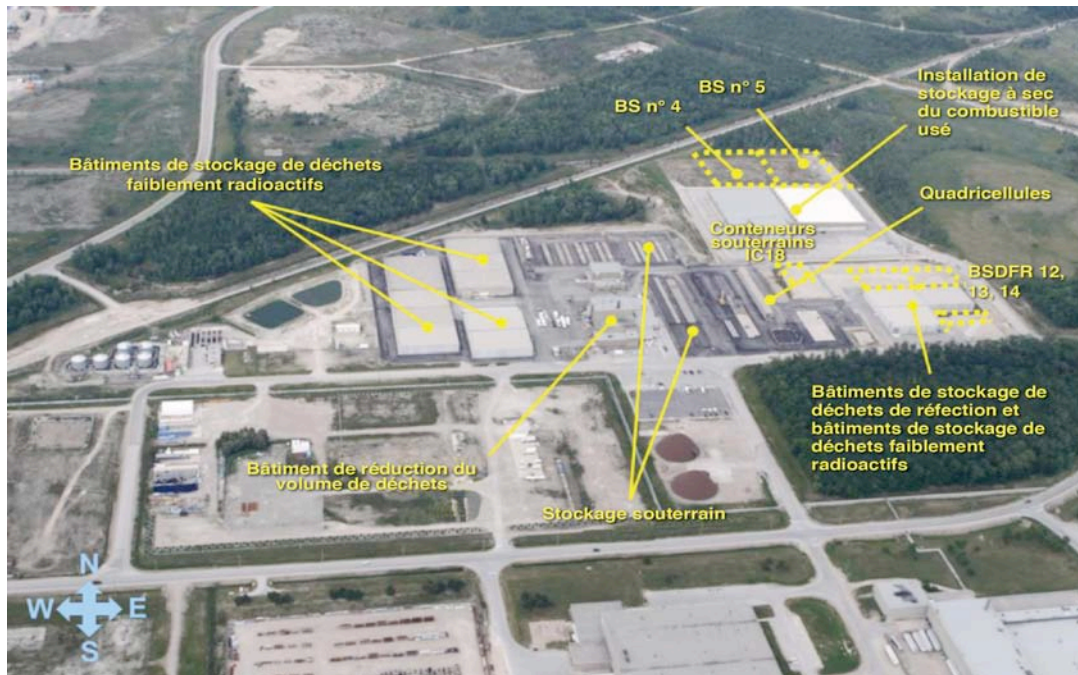 Installation de
stockage à sec
du combustible
usé
BS n° 5
BS n° 4
Bâtiments de stockage de déchets
faiblement radioactifs
Quadricellules
Conteneurs
souterrains
IC18
BSDFR 12,
13, 14
Bâtiments de stockage de
déchets de réfection et
bâtiments de stockage de
déchets faiblement
radioactifs
Bâtiment de réduction du
volume de déchets
Stockage souterrain
N
W E
S